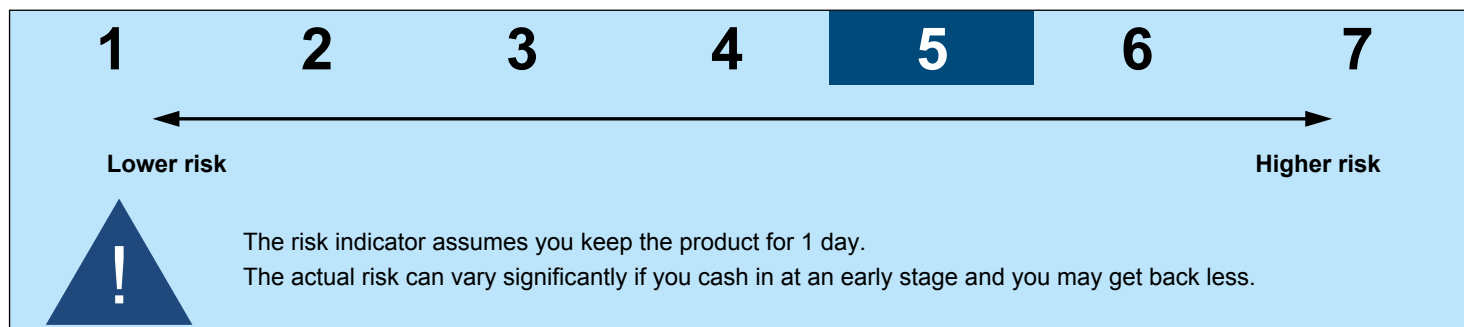 1 2 3 4 5 6 7
Lower risk Higher risk
!
The risk indicator assumes you keep the product for 1 day.
The actual risk can vary significantly if you cash in at an early stage and you may get back less.